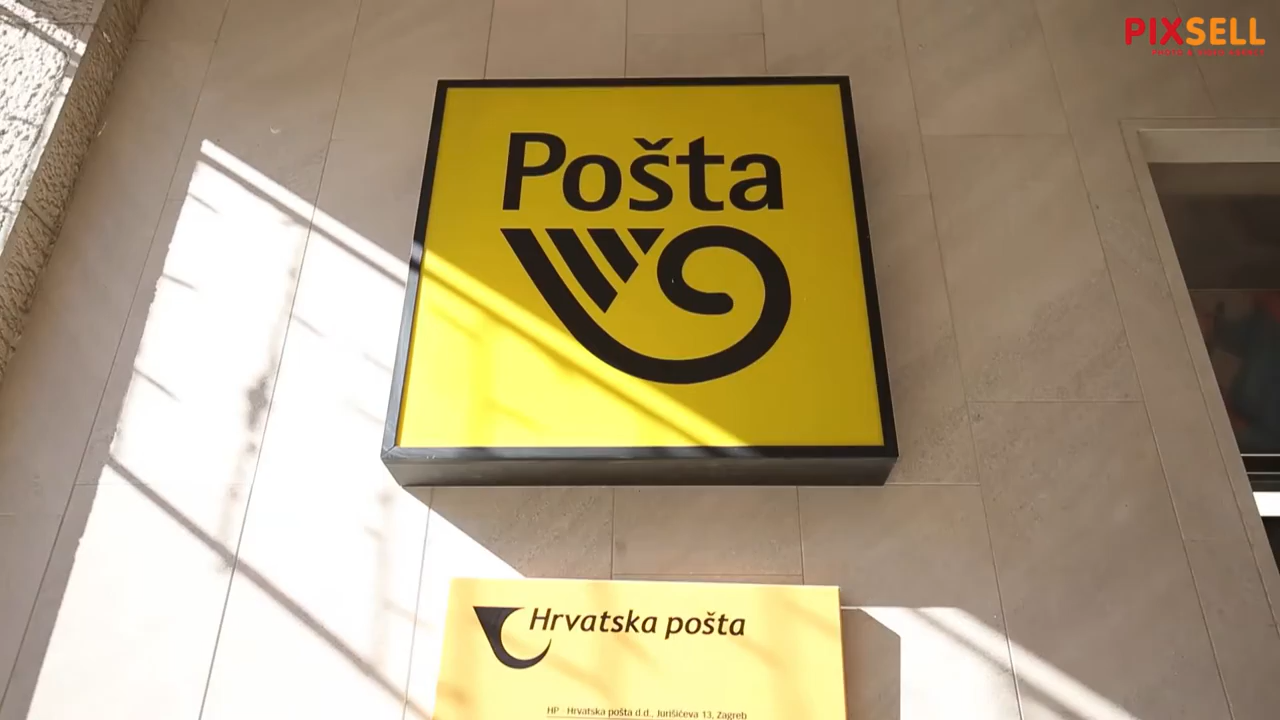 PIXSELL
Pošta
Hrvatska pošta
HP - Hrvatska pošta d.d., Jurišićeva 13, Zagreb